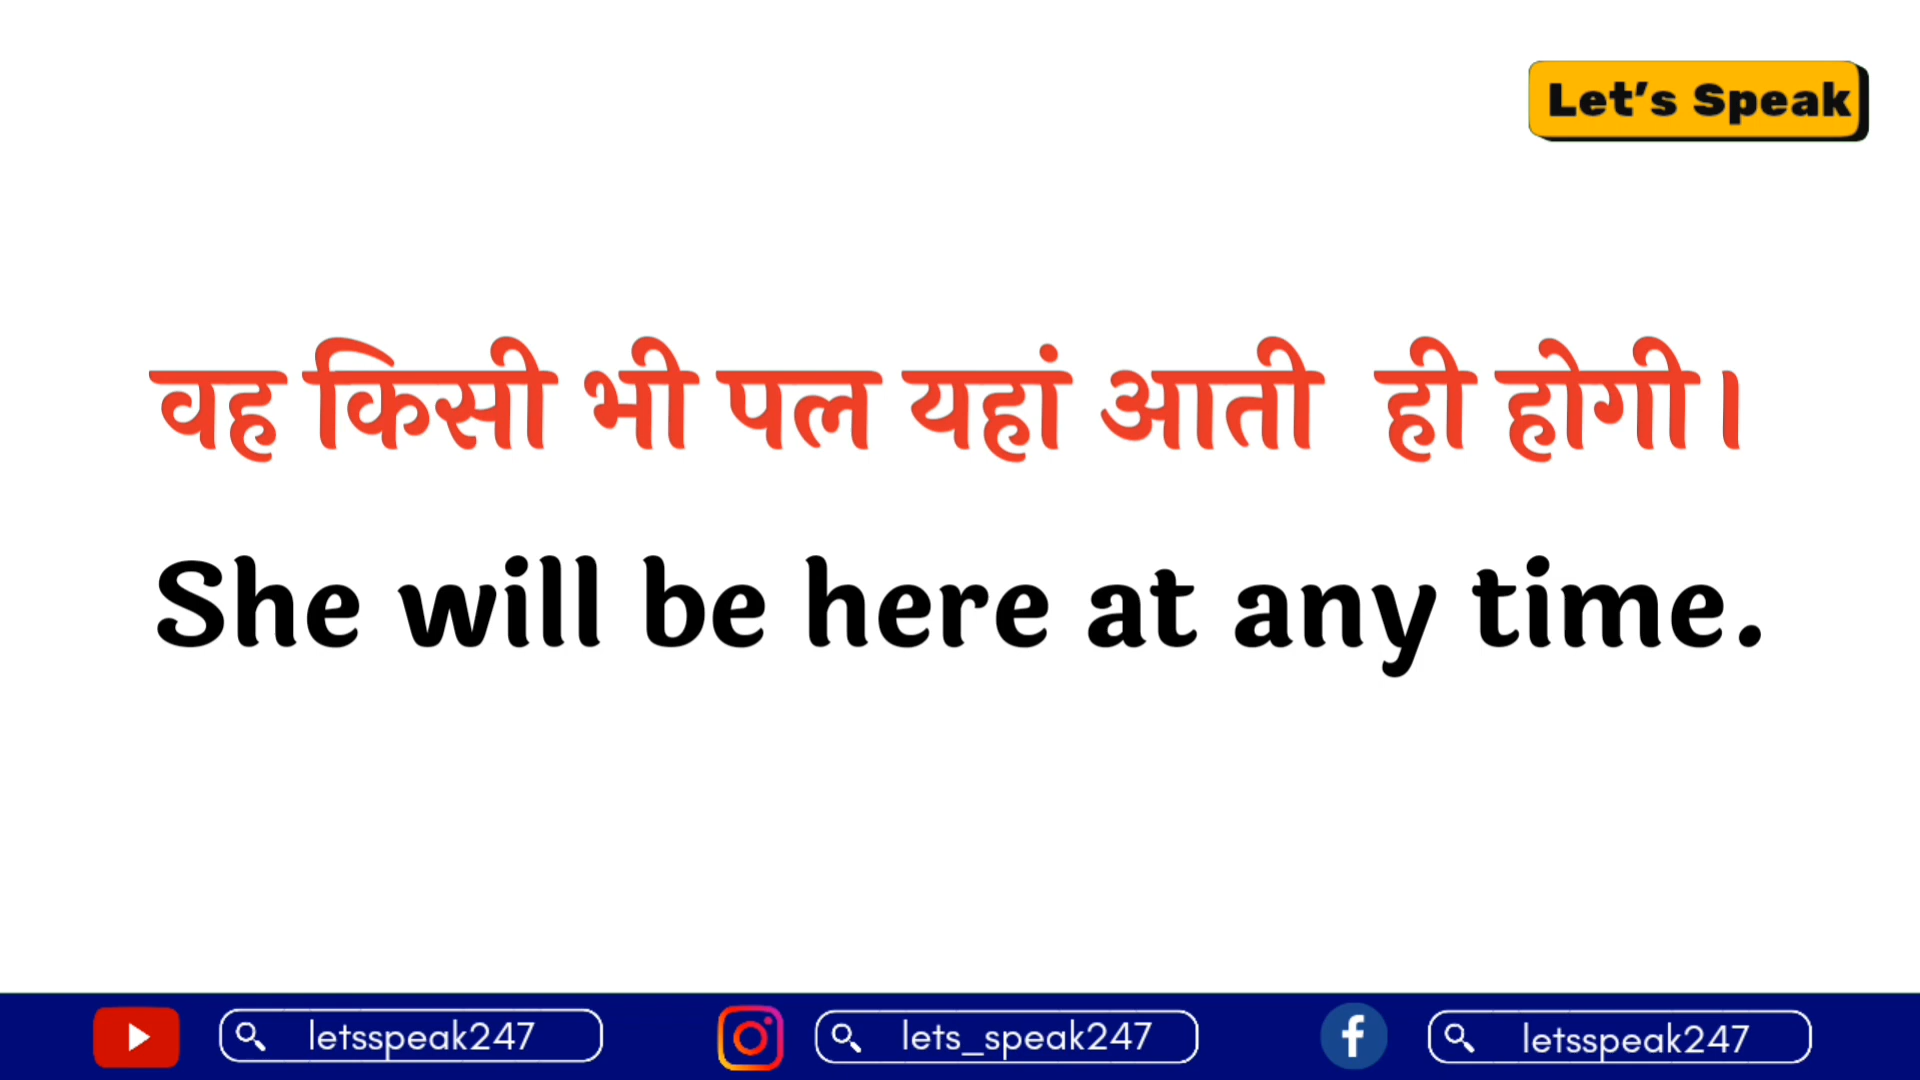 Let's Speak
वह किसी भी पल यहां आती ही होगी।
She will be here at any time.
letsspeak247 lets_speak247 letsspeak247